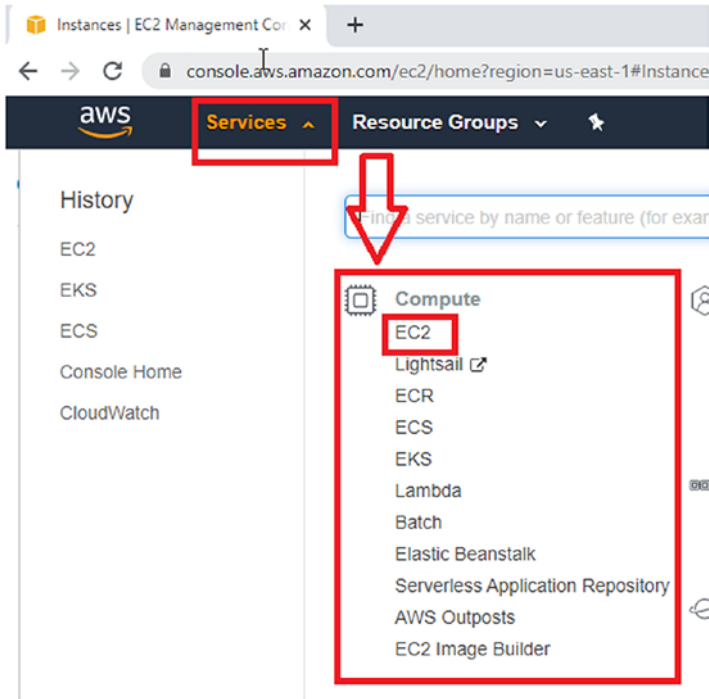 Instances | EC2 Management Con
console.aws.amazon.com/ec2/home?region=us-east-1#Instance
aws Services Resource Groups
History
EC2
EKS
ECS
Console Home
CloudWatch
Find a service by name or feature (for exam
Compute
EC2
Lightsail
ECR
ECS
EKS
Lambda
Batch
Elastic Beanstalk
Serverless Application Repository
AWS Outposts
EC2 Image Builder